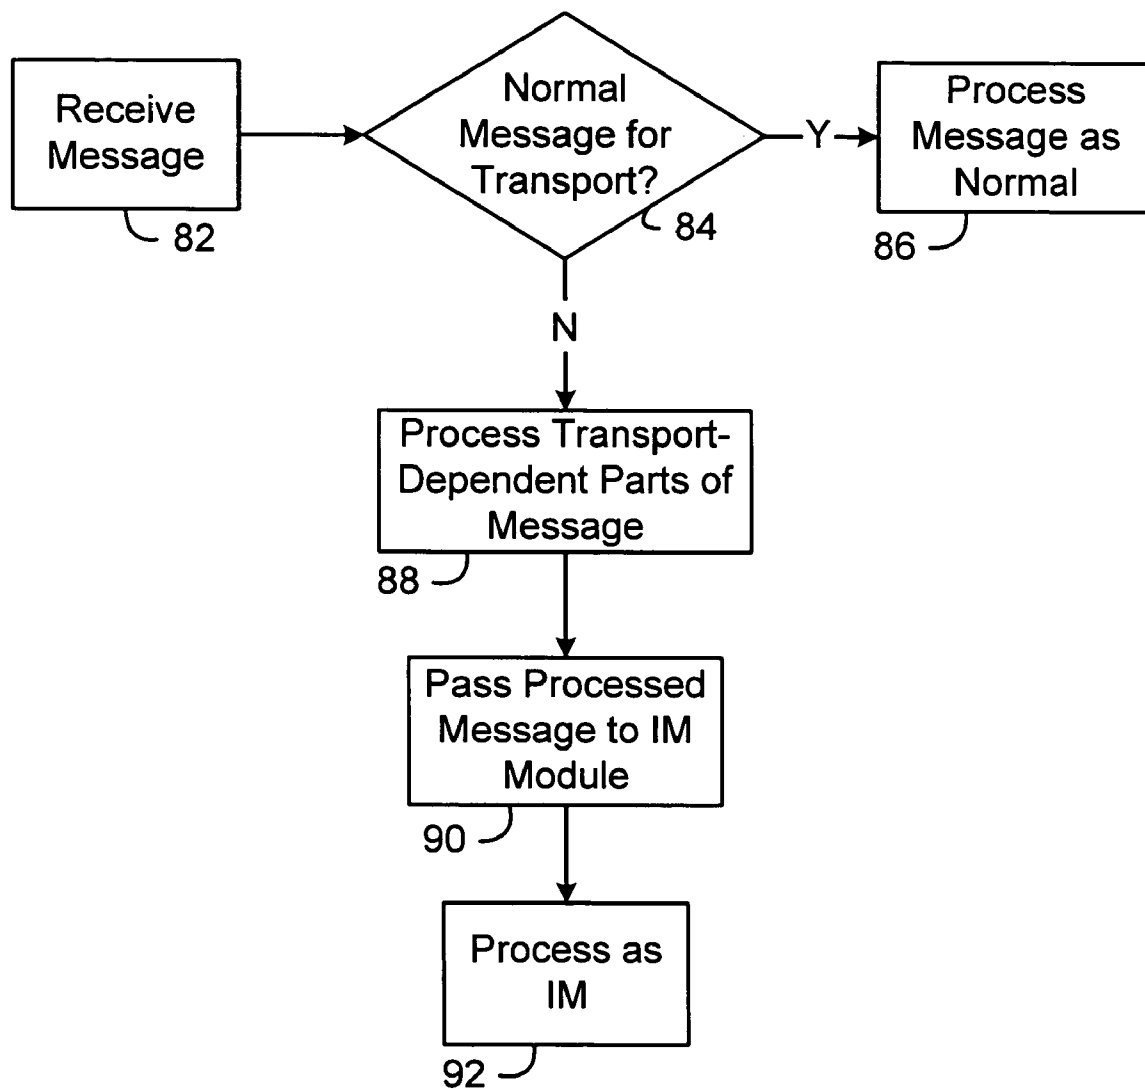 Receive
Message
82
Normal
Message for
Transport?
84
Y
Process
Message as
Normal
86
N
Process Transport-
Dependent Parts of
Message
88
Pass Processed
Message to IM
Module
90
Process as
IM
92